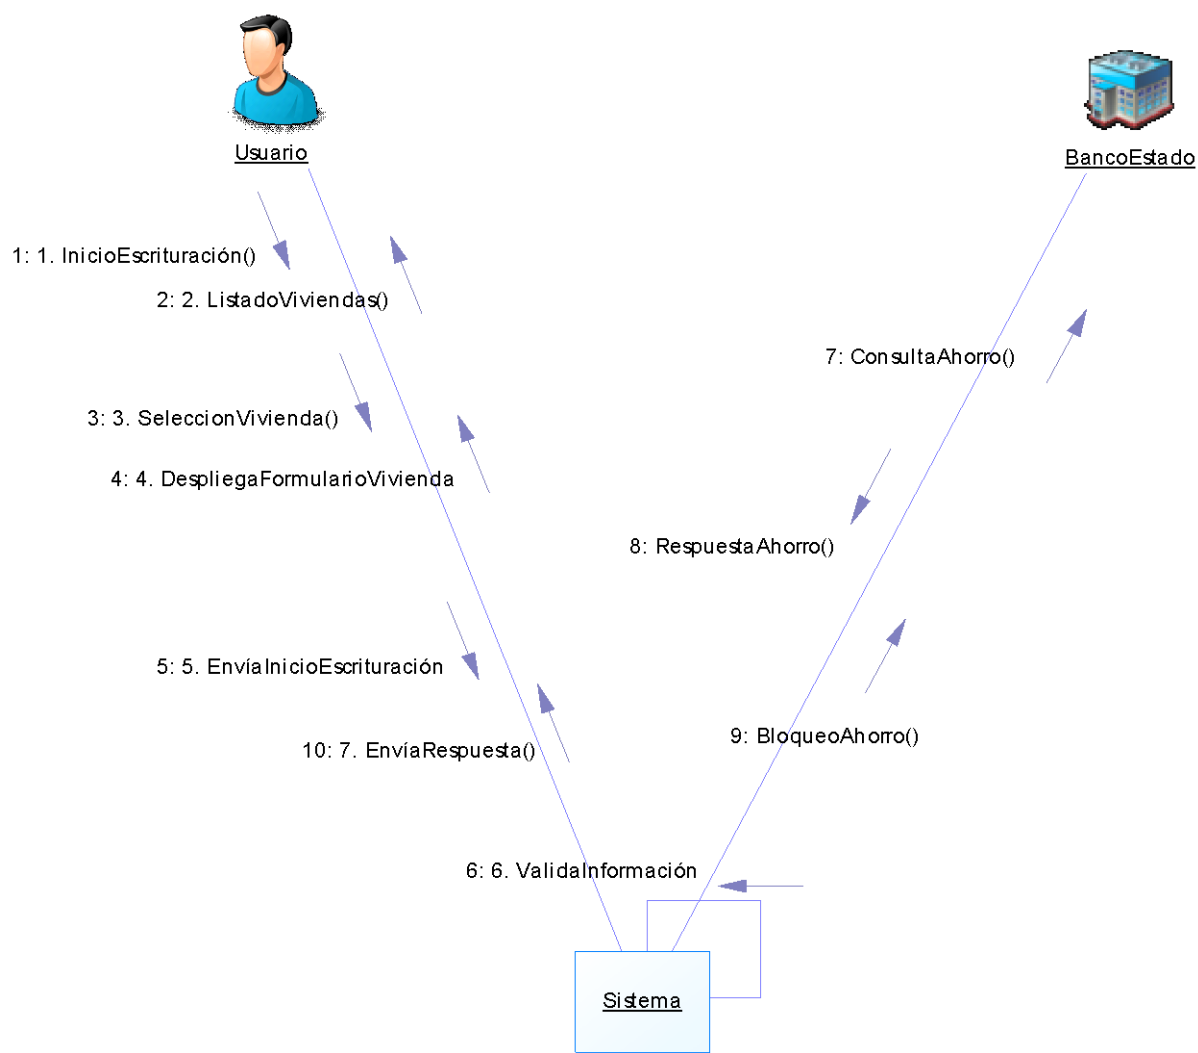 Usuario
BancoEstado
1: 1. InicioEscrituración()
2: 2. ListadoViviendas()
7: ConsultaAhorro()
3: 3. SeleccionVivienda()
4: 4. DespliegaFormularioVivienda
8: RespuestaAhorro()
5: 5. EnvíaInicioEscrituración
9: BloqueoAhorro()
10: 7. EnvíaRespuesta()
6: 6. ValidaInformación
Sistema